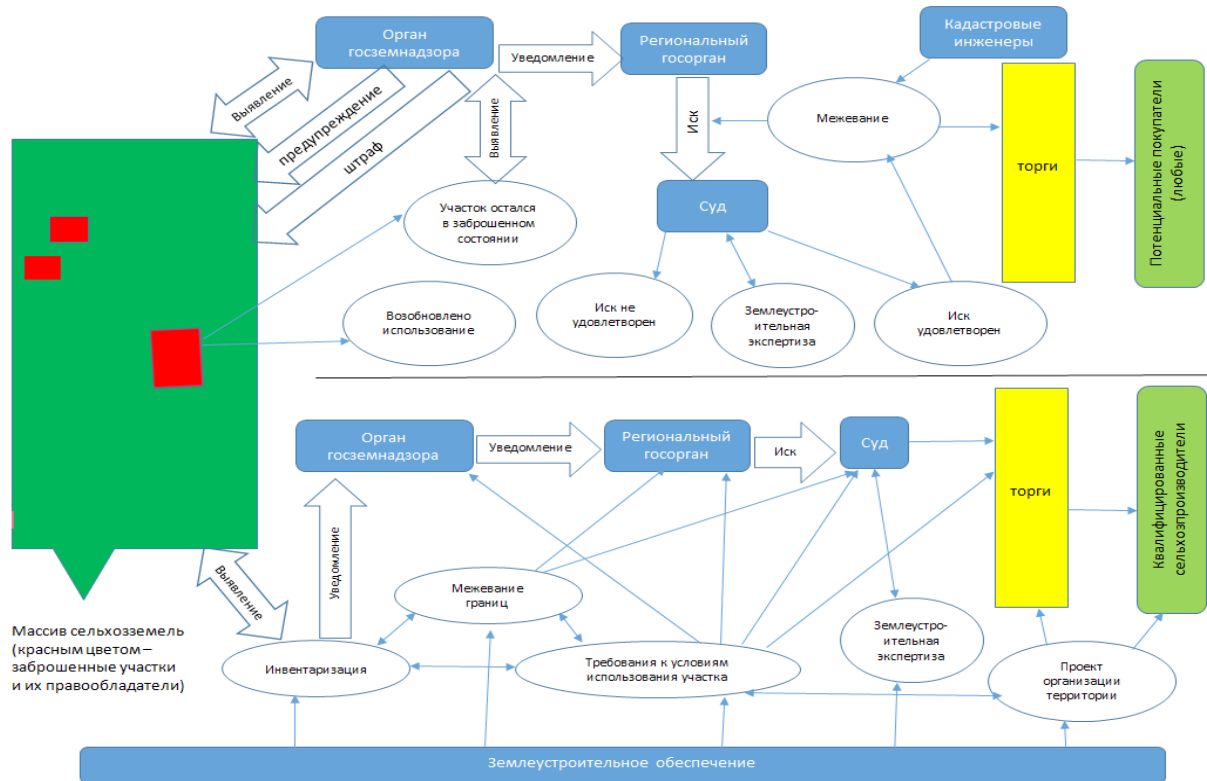 Орган
госземнадзора
Уведомление
Региональный
госорган
Кадастровые
инженеры
Выявление
предупреждение
штраф
Выявление
Иск
Межевание
торги
Потенциальные покупатели
(любые)
Участок остался
в заброшенном
состоянии
Суд
Возобновлено
использование
Иск не
удовлетворен
Землеустро-
ительная
экспертиза
Иск
удовлетворен
Орган
госземнадзора
Уведомление
Региональный
госорган
Иск
Суд
торги
Квалифицированные
сельхозпроизводители
Выявление
Уведомление
Межевание
границ
Массив сельхозземель
(красным цветом –
заброшенные участки
и их правообладатели)
Инвентаризация
Требования к условиям
использования участка
Землеустро-
ительная
экспертиза
Проект
организации
территории
Землеустроительное обеспечение